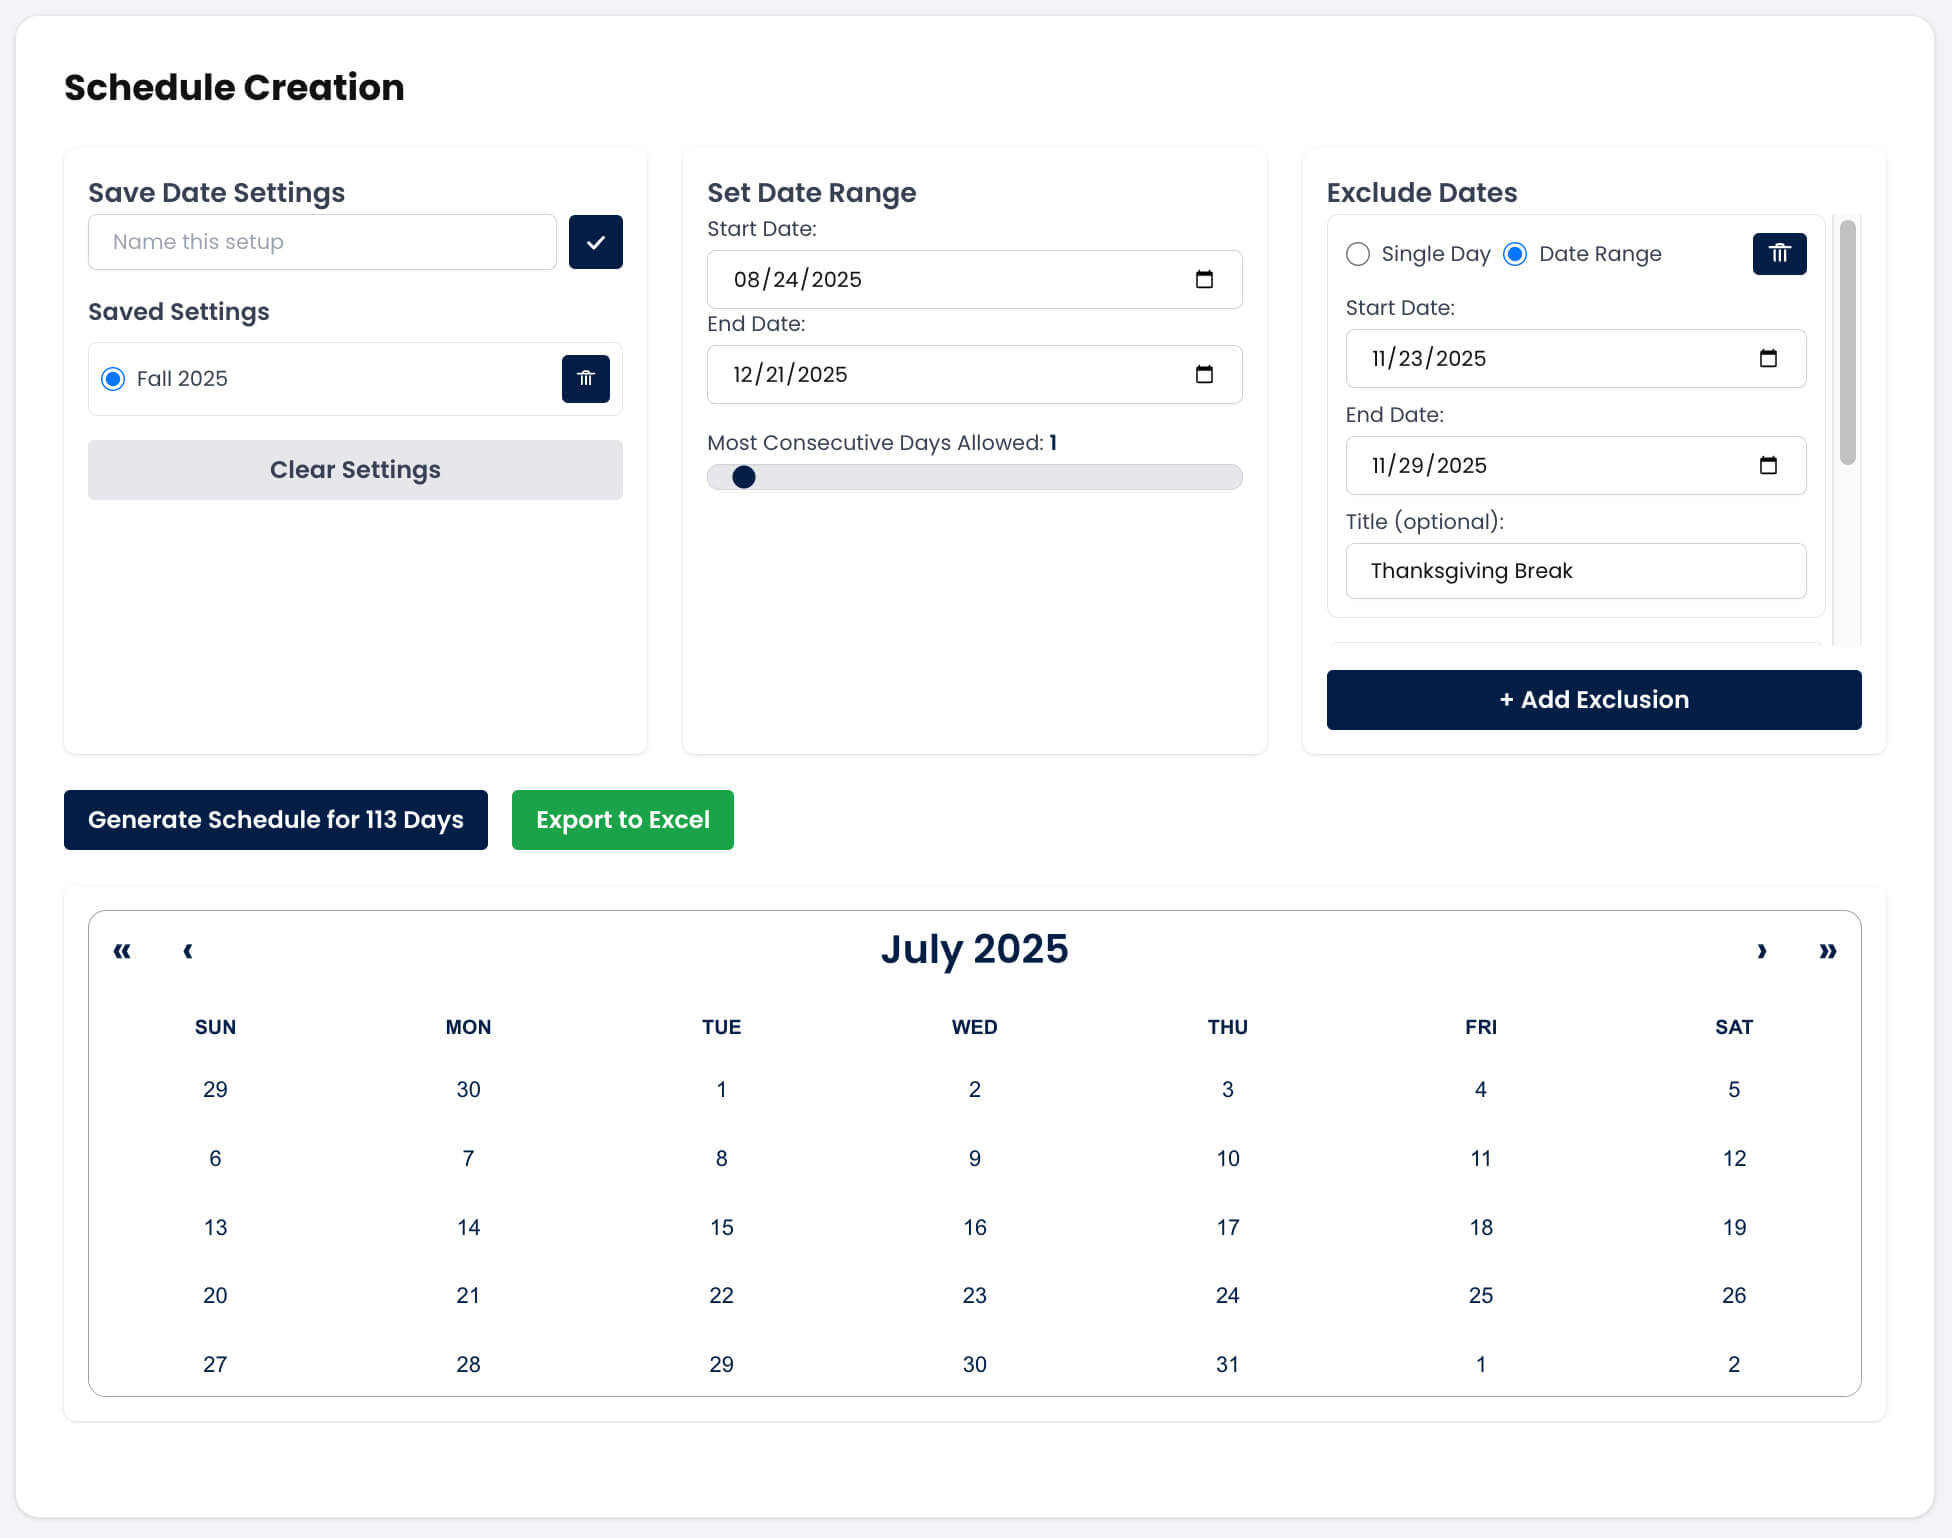 Schedule Creation
Save Date Settings
Name this setup
Saved Settings
Fall 2025
Clear Settings
Set Date Range
Start Date:
08/24/2025
End Date:
12/21/2025
Most Consecutive Days Allowed: 1
Exclude Dates
Single Day Date Range
Start Date:
11/23/2025
End Date:
11/29/2025
Title (optional):
Thanksgiving Break
+ Add Exclusion
Generate Schedule for 113 Days
Export to Excel
« ‹ July 2025 › »
SUN MON TUE WED THU FRI SAT
29 30 1 2 3 4 5
6 7 8 9 10 11 12
13 14 15 16 17 18 19
20 21 22 23 24 25 26
27 28 29 30 31 1 2